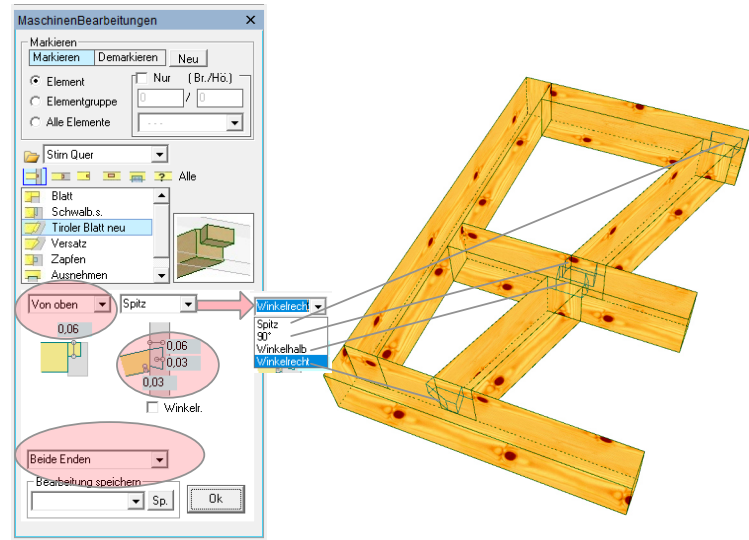 MaschinenBearbeitungen
Markieren
Markieren Demarkieren Neu
Element
Nur (Br./Hö.)
Elementgruppe
0 / 0
Alle Elemente
- - -
Stirn Quer
? Alle
Blatt
Schwalb.s.
Tiroler Blatt neu
Versatz
Zapfen
Ausnehmen
Von oben Spitz
Winkelrech
Spitz
90°
Winkelhalb
Winkelrecht
0,06
0,06
0,03
0,03
Winkelr.
Beide Enden
Bearbeitung speichern
Sp. Ok